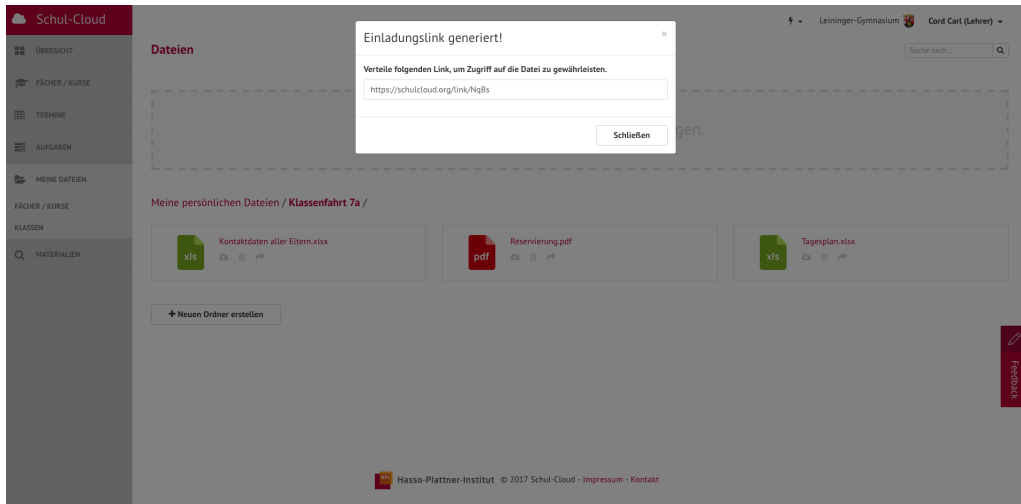 Schul-Cloud
Leininger-Gymnasium
Cord Carl (Lehrer)
ÜBERSICHT
FÄCHER / KURSE
TERMINE
AUFGABEN
MEINE DATEIEN
FÄCHER / KURSE
KLASSEN
MATERIALIEN
Dateien
Suche nach...
Einladungslink generiert!
×
Verteile folgenden Link, um Zugriff auf die Datei zu gewährleisten.
https://schulcloud.org/link/NqBs
Schließen
gen.
Meine persönlichen Dateien / Klassenfahrt 7a /
xls
Kontaktdaten aller Eltern.xlsx
pdf
Reservierung.pdf
xls
Tagesplan.xlsx
+ Neuen Ordner erstellen
Feedback
HPI Hasso-Plattner-Institut © 2017 Schul-Cloud - Impressum - Kontakt